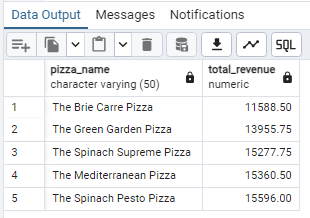 Data Output Messages Notifications
SQL
pizza_name total_revenue
character varying (50) numeric
1 The Brie Carre Pizza 11588.50
2 The Green Garden Pizza 13955.75
3 The Spinach Supreme Pizza 15277.75
4 The Mediterranean Pizza 15360.50
5 The Spinach Pesto Pizza 15596.00